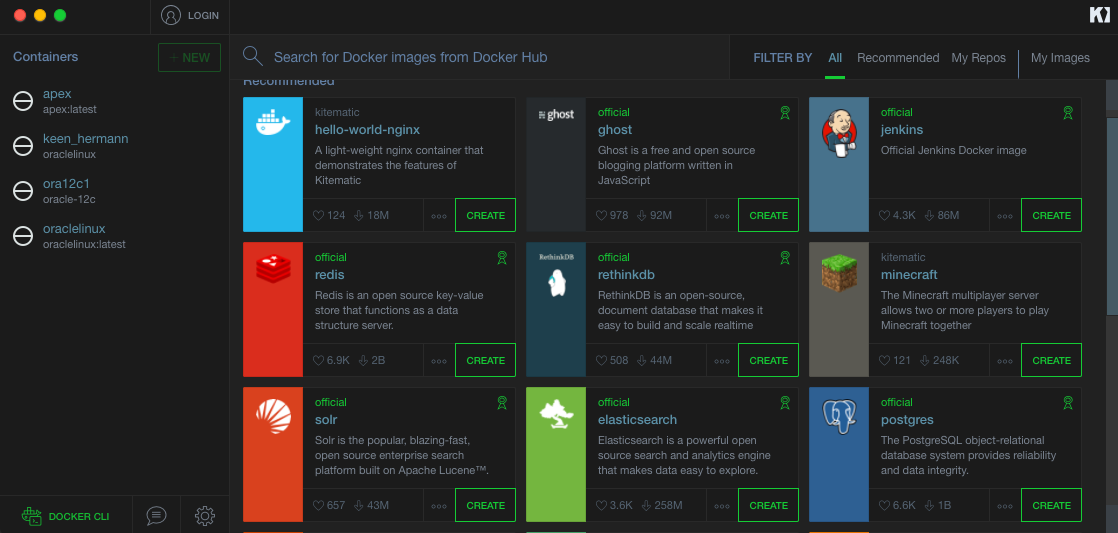 LOGIN
Containers
+ NEW
apex
apex:latest
keen_hermann
oraclelinux
ora12c1
oracle-12c
oraclelinux
oraclelinux:latest
DOCKER CLI
Search for Docker images from Docker Hub
FILTER BY All Recommended My Repos My Images
Recommended
kitematic
hello-world-nginx
A light-weight nginx container that
demonstrates the features of
Kitematic
124 18M
CREATE
ghost
official
ghost
Ghost is a free and open source
blogging platform written in
JavaScript
978 92M
CREATE
official
jenkins
Official Jenkins Docker image
4.3K 86M
CREATE
official
redis
Redis is an open source key-value
store that functions as a data
structure server.
6.9K 2B
CREATE
RethinkDB
official
rethinkdb
RethinkDB is an open-source,
document database that makes it
easy to build and scale realtime
508 44M
CREATE
kitematic
minecraft
The Minecraft multiplayer server
allows two or more players to play
Minecraft together
121 248K
CREATE
official
solr
Solr is the popular, blazing-fast,
open source enterprise search
platform built on Apache Lucene™.
657 43M
CREATE
official
elasticsearch
Elasticsearch is a powerful open
source search and analytics engine
that makes data easy to explore.
3.6K 258M
CREATE
official
postgres
The PostgreSQL object-relational
database system provides reliability
and data integrity.
6.6K 1B
CREATE